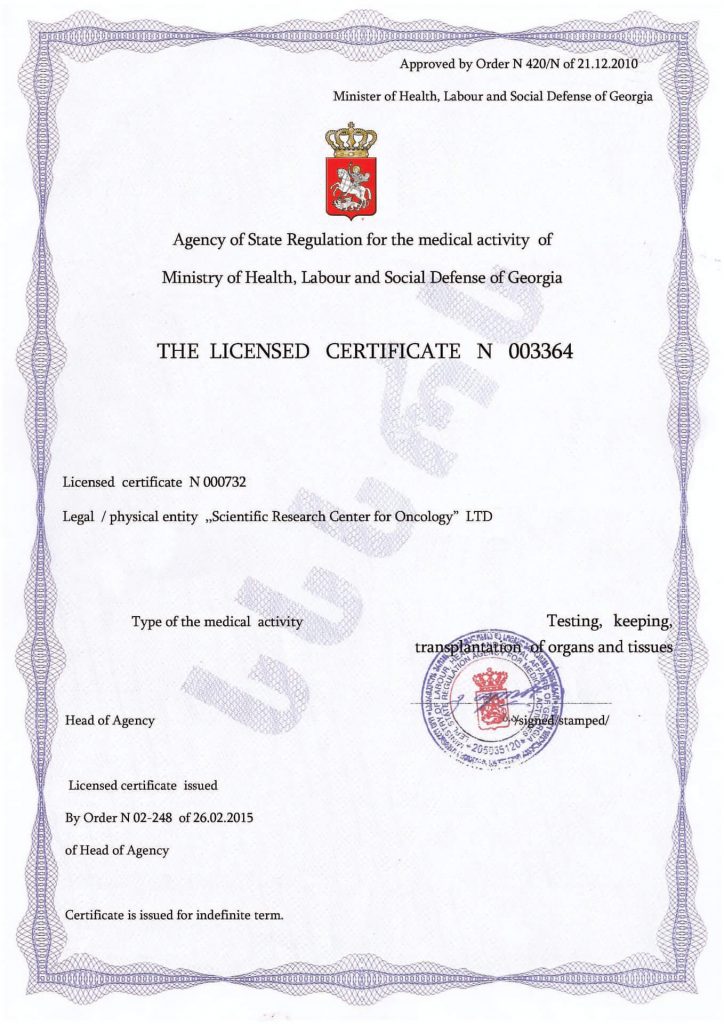 Approved by Order N 420/N of 21.12.2010
Minister of Health, Labour and Social Defense of Georgia
Agency of State Regulation for the medical activity of
Ministry of Health, Labour and Social Defense of Georgia
THE LICENSED CERTIFICATE N 003364
Licensed certificate N 000732
Legal / physical entity ,,Scientific Research Center for Oncology” LTD
Type of the medical activity
Testing, keeping,
transplantation of organs and tissues
Head of Agency
/signed/stamped/
205035120
Licensed certificate issued
By Order N 02-248 of 26.02.2015
of Head of Agency
Certificate is issued for indefinite term.